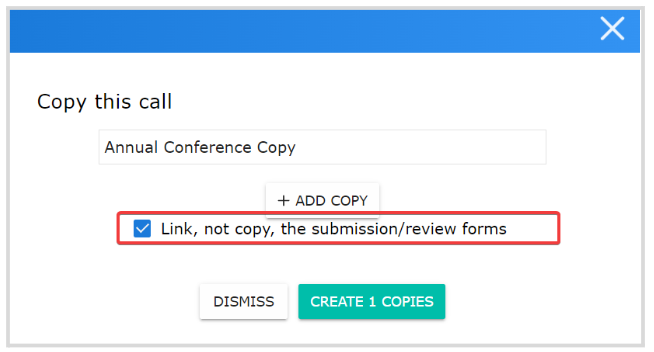 Copy this call
Annual Conference Copy
+ ADD COPY
Link, not copy, the submission/review forms
DISMISS
CREATE 1 COPIES